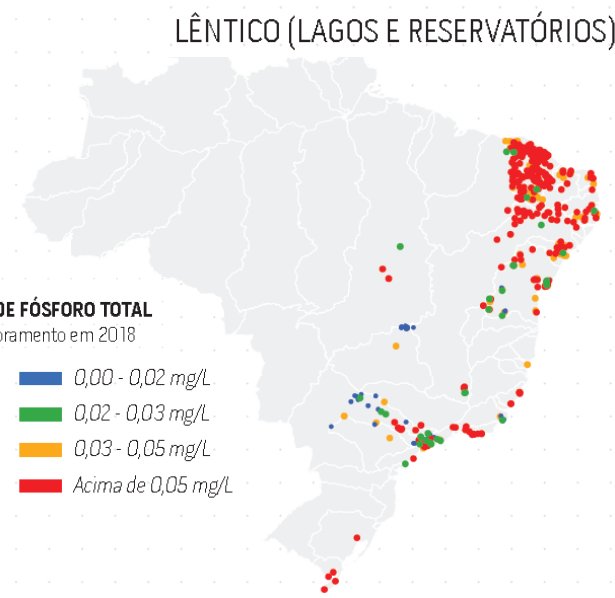 LÊNTICO (LAGOS E RESERVATÓRIOS)
DE FÓSFORO TOTAL
em 2018
0,00 - 0,02 mg/L
0,02 - 0,03 mg/L
0,03 - 0,05 mg/L
Acima de 0,05 mg/L